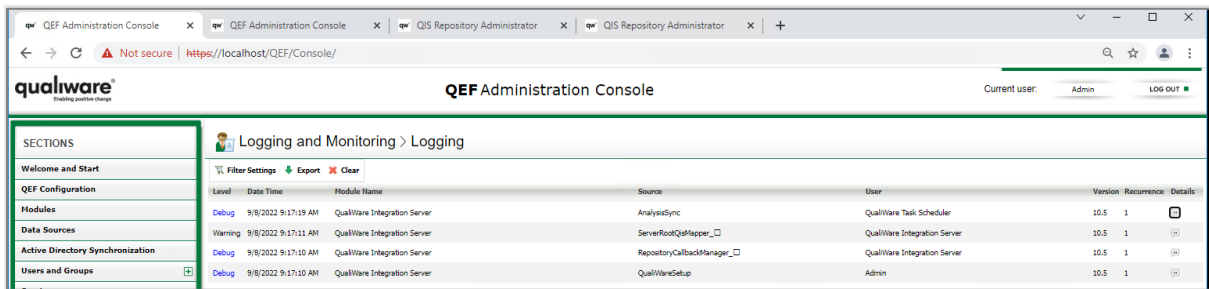 QEF Administration Console
QEF Administration Console
QIS Repository Administrator
QIS Repository Administrator
Not secure | https://localhost/QEF/Console/
qualiware®
Enabling positive change
QEF Administration Console
Current user: Admin LOG OUT
SECTIONS
Welcome and Start
QEF Configuration
Modules
Data Sources
Active Directory Synchronization
Users and Groups
Logging and Monitoring > Logging
Filter Settings Export Clear
Level Date Time Module Name Source User Version Recurrence Details
Debug 9/8/2022 9:17:19 AM QualiWare Integration Server AnalysisSync QualiWare Task Scheduler 10.5 1
Warning 9/8/2022 9:17:11 AM QualiWare Integration Server ServerRootQisMapper_□ QualiWare Integration Server 10.5 1
Debug 9/8/2022 9:17:10 AM QualiWare Integration Server RepositoryCallbackManager_□ QualiWare Integration Server 10.5 1
Debug 9/8/2022 9:17:10 AM QualiWare Integration Server QualiWareSetup Admin 10.5 1